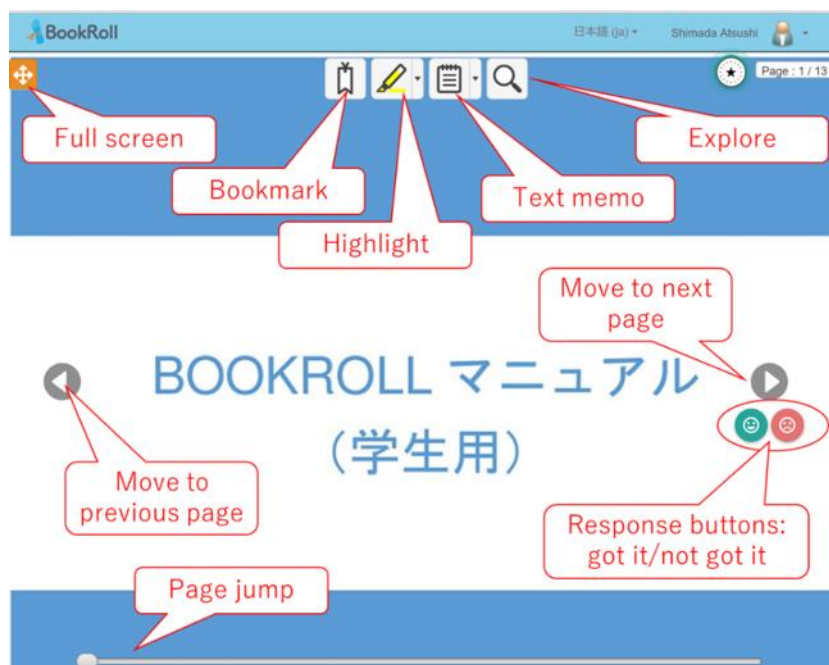 BookRoll
日本語 (ja)
Shimada Atsushi
Page : 1 / 13
Full screen
Bookmark
Highlight
Text memo
Explore
Move to next
page
BOOKROLL マニュアル
(学生用)
Move to
previous page
Response buttons:
got it/not got it
Page jump